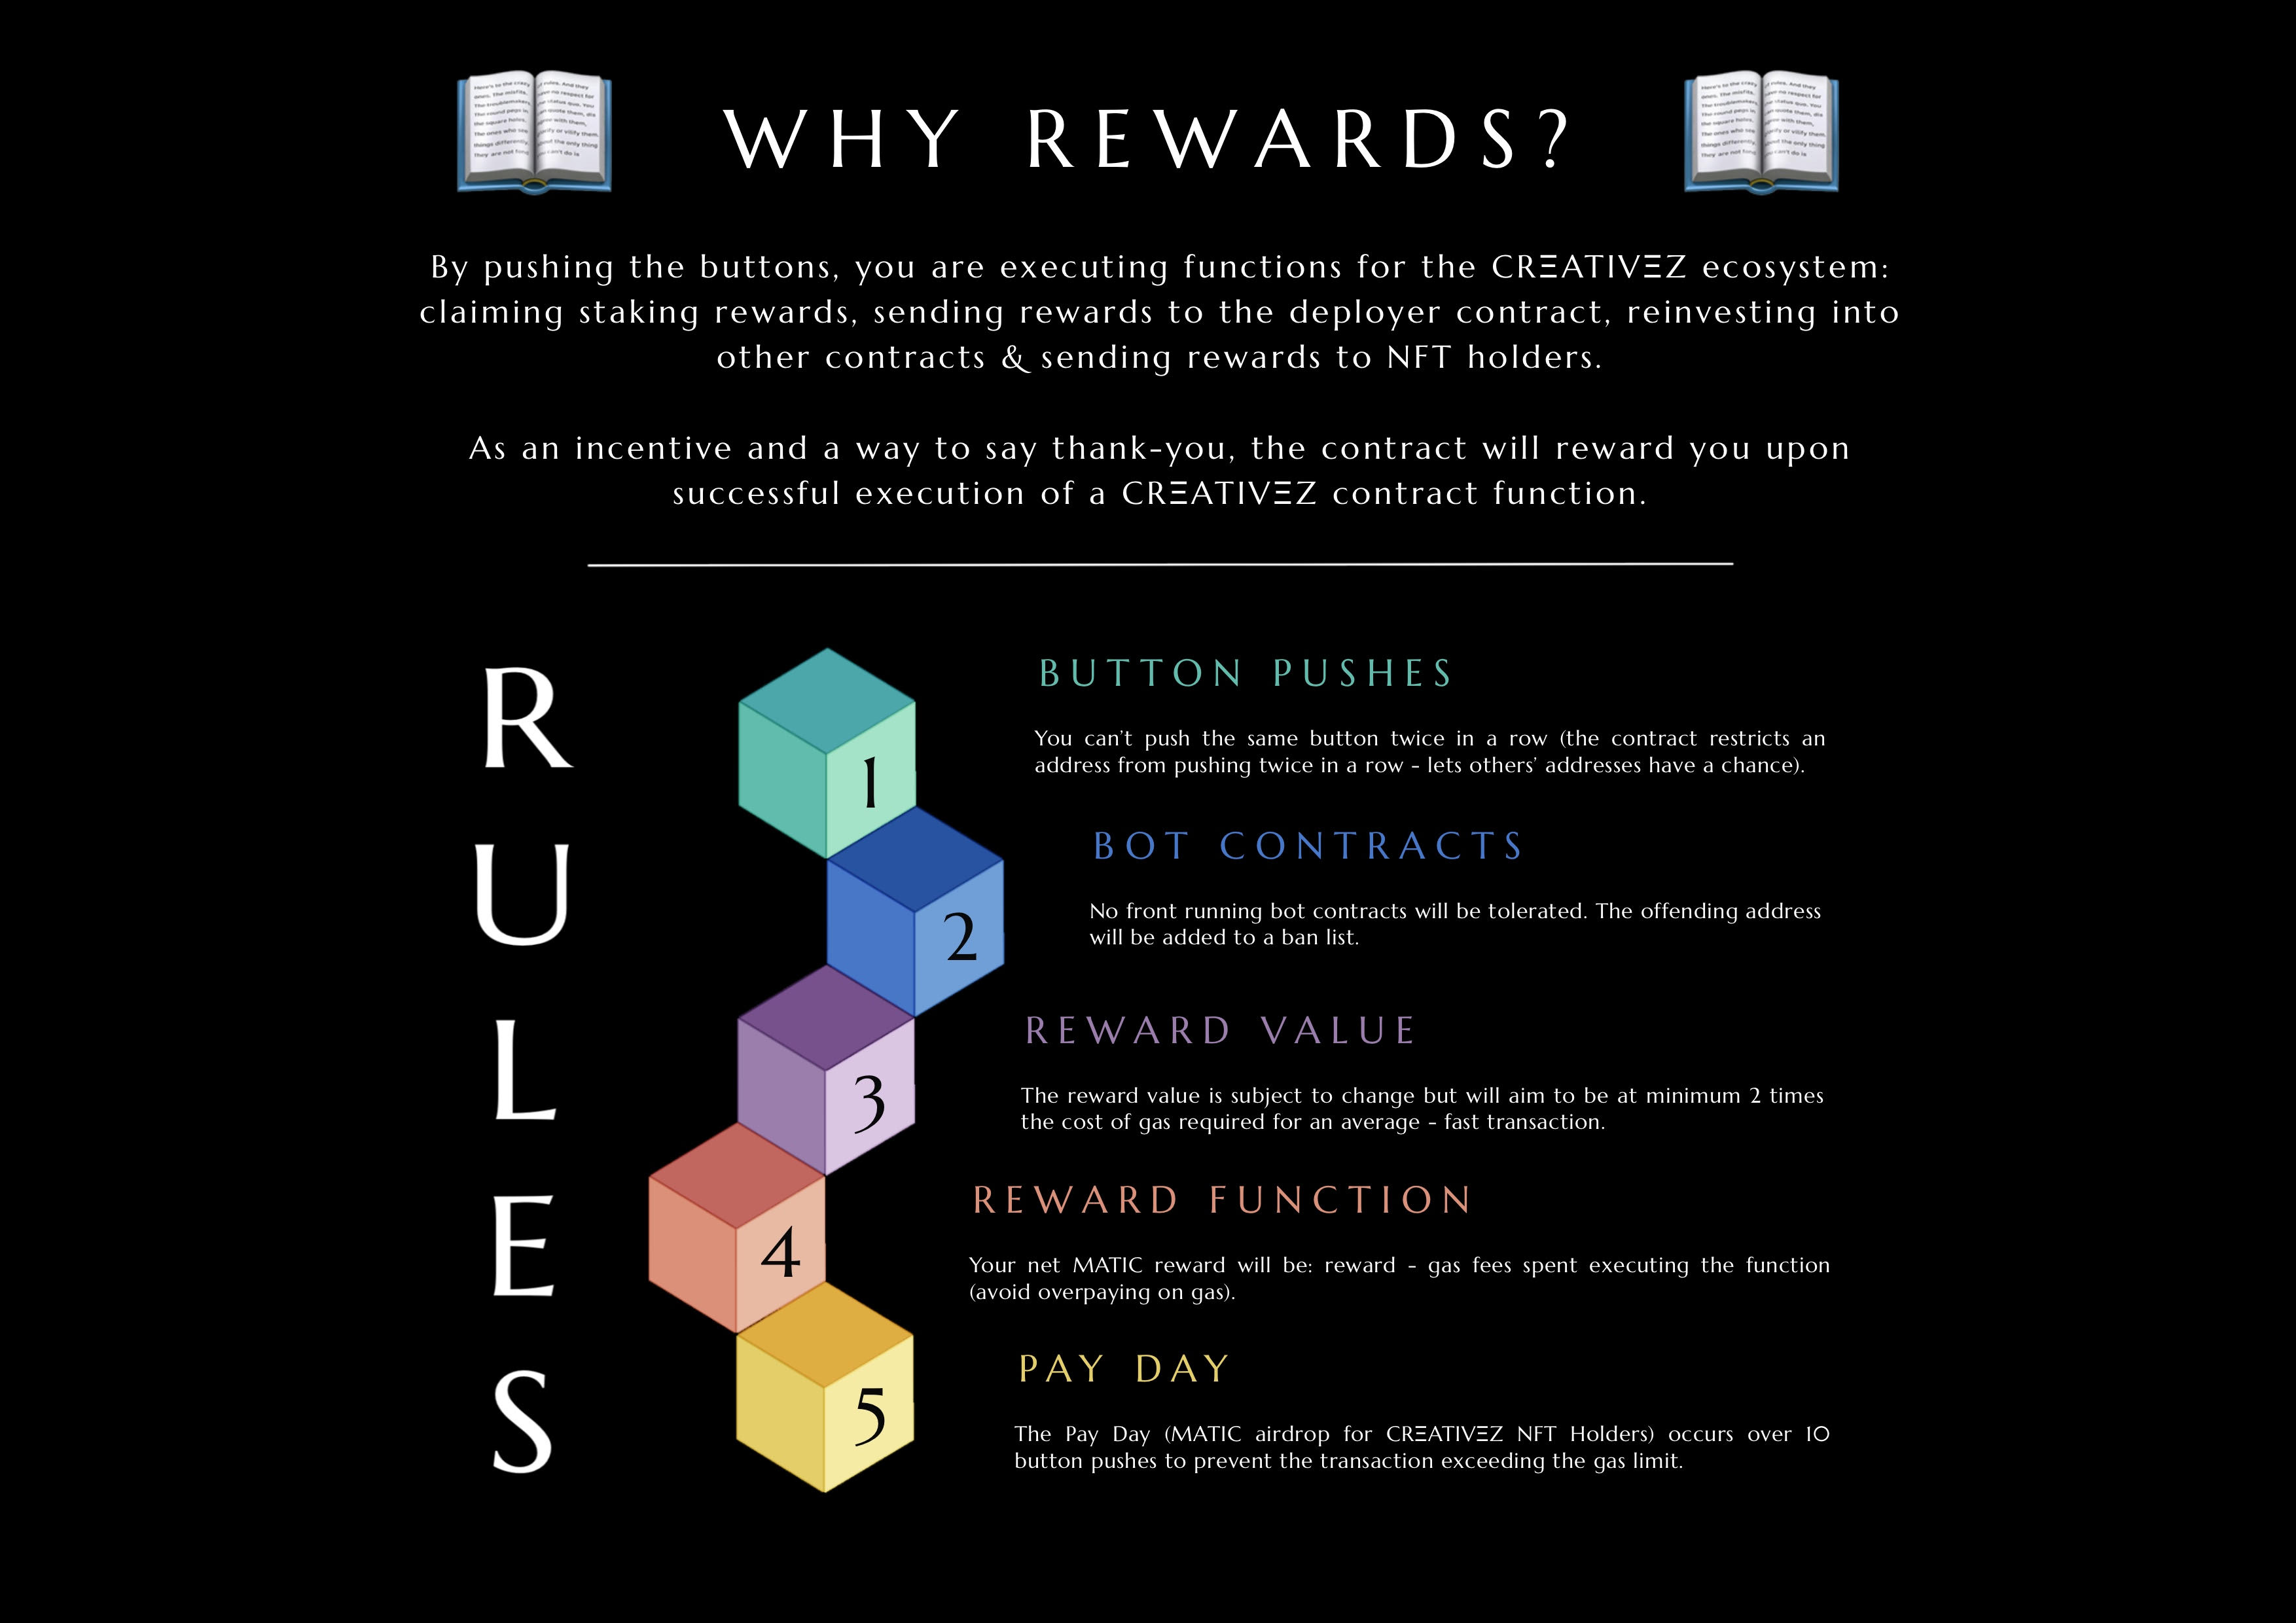 WHY REWARDS?
By pushing the buttons, you are executing functions for the CRΞATIVΞZ ecosystem:
claiming staking rewards, sending rewards to the deployer contract, reinvesting into
other contracts & sending rewards to NFT holders.
As an incentive and a way to say thank-you, the contract will reward you upon
successful execution of a CRΞATIVΞZ contract function.
RULES
1
BUTTON PUSHES
You can’t push the same button twice in a row (the contract restricts an
address from pushing twice in a row - lets others’ addresses have a chance).
2
BOT CONTRACTS
No front running bot contracts will be tolerated. The offending address
will be added to a ban list.
3
REWARD VALUE
The reward value is subject to change but will aim to be at minimum 2 times
the cost of gas required for an average - fast transaction.
4
REWARD FUNCTION
Your net MATIC reward will be: reward - gas fees spent executing the function
(avoid overpaying on gas).
5
PAY DAY
The Pay Day (MATIC airdrop for CRΞATIVΞZ NFT Holders) occurs over 10
button pushes to prevent the transaction exceeding the gas limit.